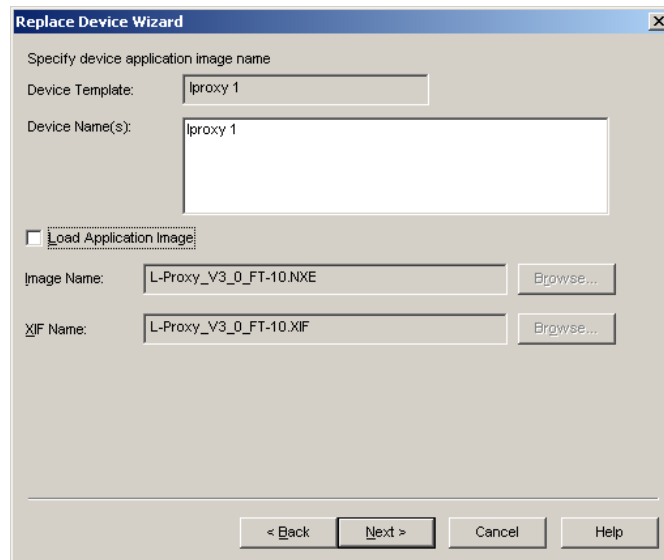 Replace Device Wizard
Specify device application image name
Device Template: lproxy 1
Device Name(s): lproxy 1
Load Application Image
Image Name: L-Proxy_V3_0_FT-10.NXE Browse...
XIF Name: L-Proxy_V3_0_FT-10.XIF Browse...
< Back Next > Cancel Help